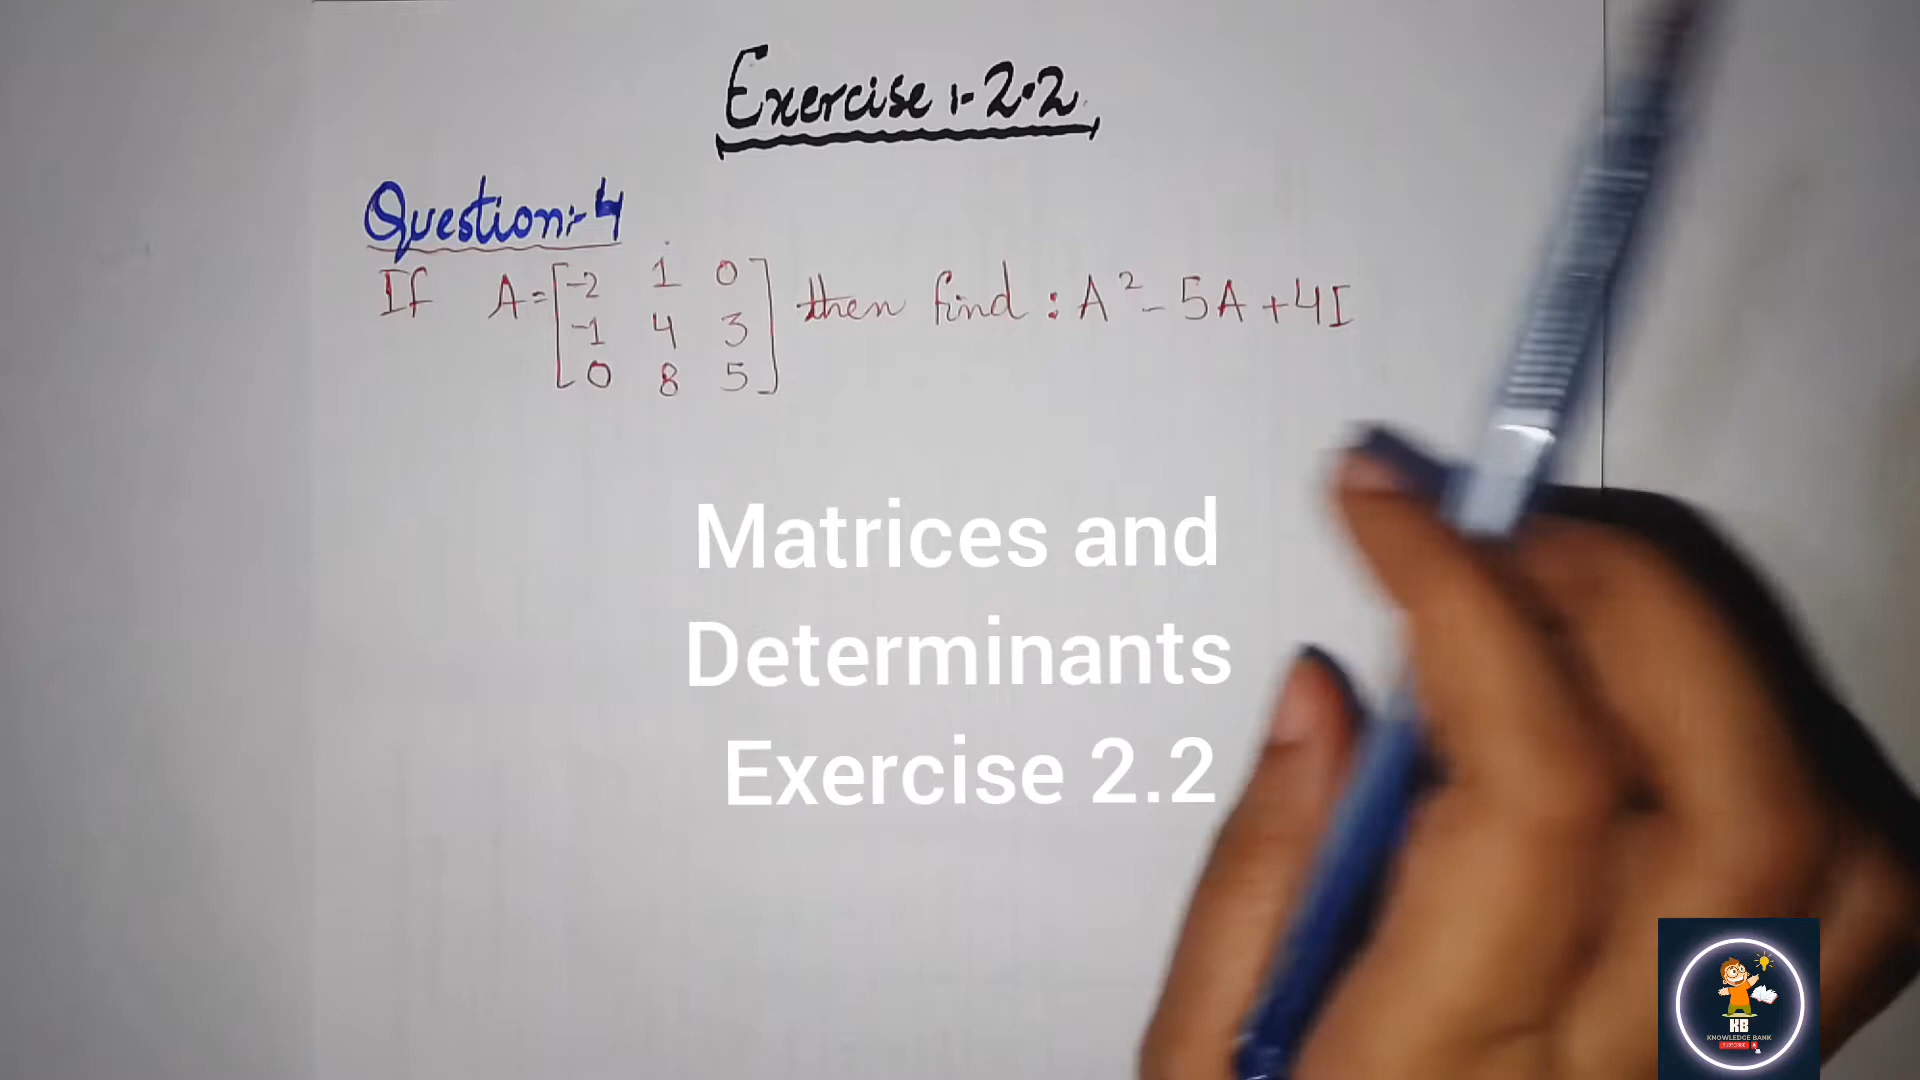 Exercise :- 2.2
Question:- 4
If A = [-2 1 0 then find : A² - 5A + 4I
-1 4 3
0 8 5]
Matrices and
Determinants
Exercise 2.2
KB
KNOWLEDGE BANK
SUBSCRIBE